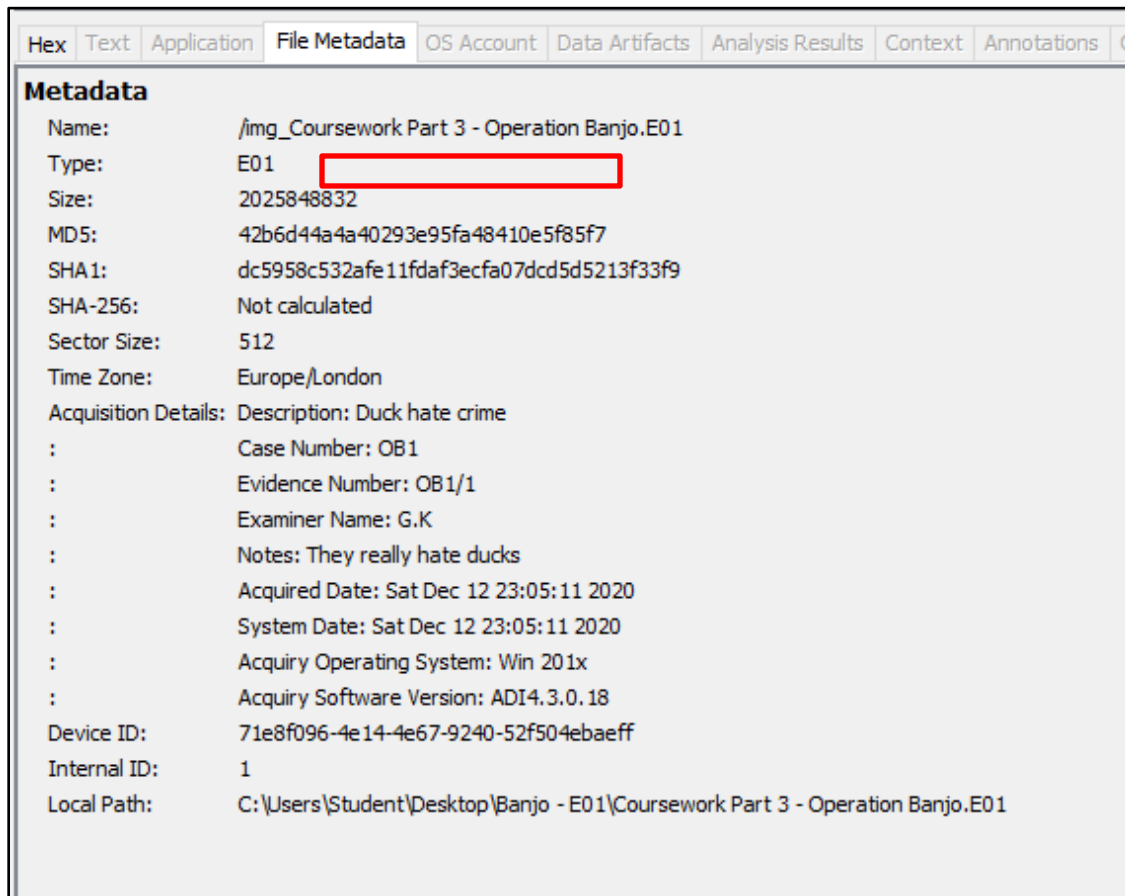 Hex Text Application File Metadata OS Account Data Artifacts Analysis Results Context Annotations
Metadata
Name: /img_Coursework Part 3 - Operation Banjo.E01
Type: E01
Size: 2025848832
MD5: 42b6d44a4a40293e95fa48410e5f85f7
SHA1: dc5958c532afe11fdaf3ecfa07dcd5d5213f33f9
SHA-256: Not calculated
Sector Size: 512
Time Zone: Europe/London
Acquisition Details: Description: Duck hate crime
: Case Number: OB1
: Evidence Number: OB1/1
: Examiner Name: G.K
: Notes: They really hate ducks
: Acquired Date: Sat Dec 12 23:05:11 2020
: System Date: Sat Dec 12 23:05:11 2020
: Acquiry Operating System: Win 201x
: Acquiry Software Version: ADI4.3.0.18
Device ID: 71e8f096-4e14-4e67-9240-52f504ebaeff
Internal ID: 1
Local Path: C:\Users\Student\Desktop\Banjo - E01\Coursework Part 3 - Operation Banjo.E01